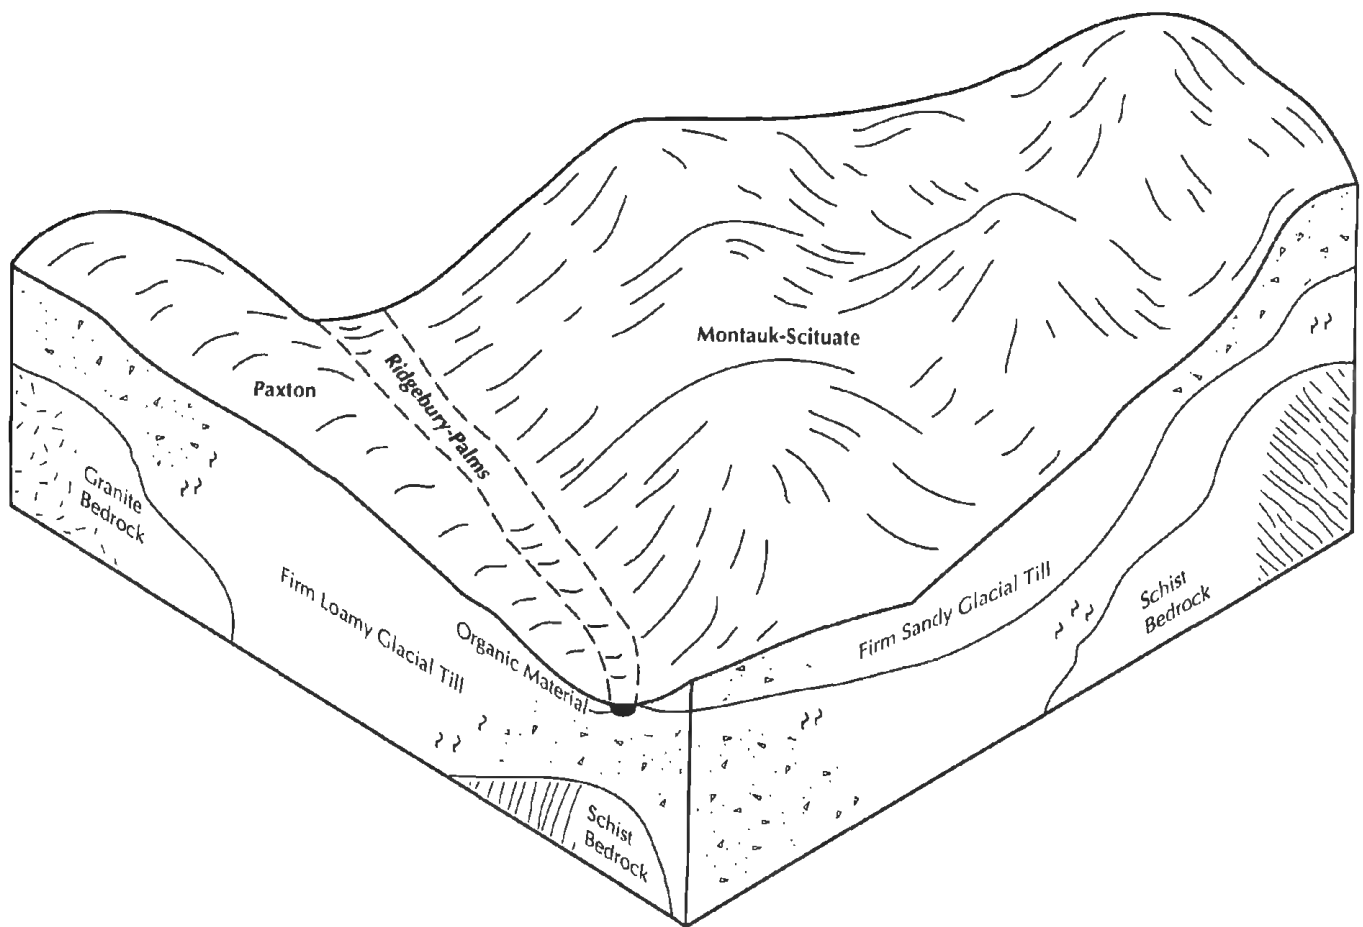 Montauk-Scituate
Paxton
Ridgebury-Palms
Granite
Bedrock
Firm Loamy Glacial Till
Organic Material
Firm Sandy Glacial Till
Schist
Bedrock
Schist
Bedrock